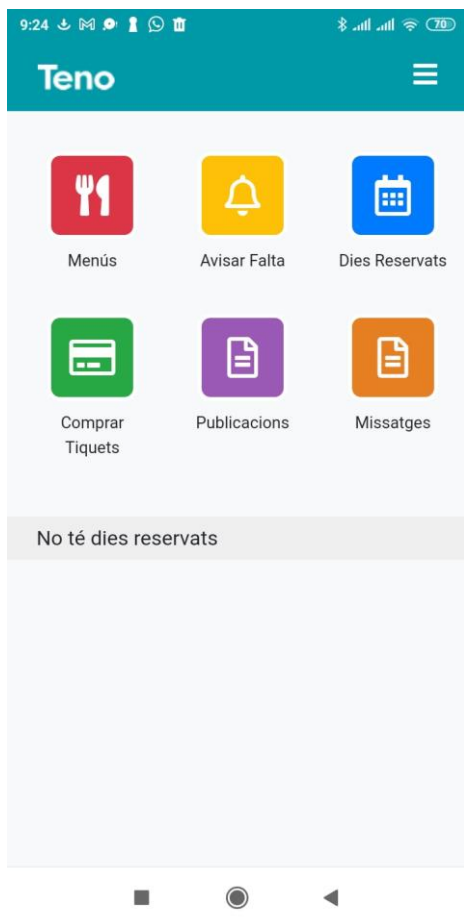 9:24
70
Teno
Menús
Avisar Falta
Dies Reservats
Comprar
Tiquets
Publicacions
Missatges
No té dies reservats